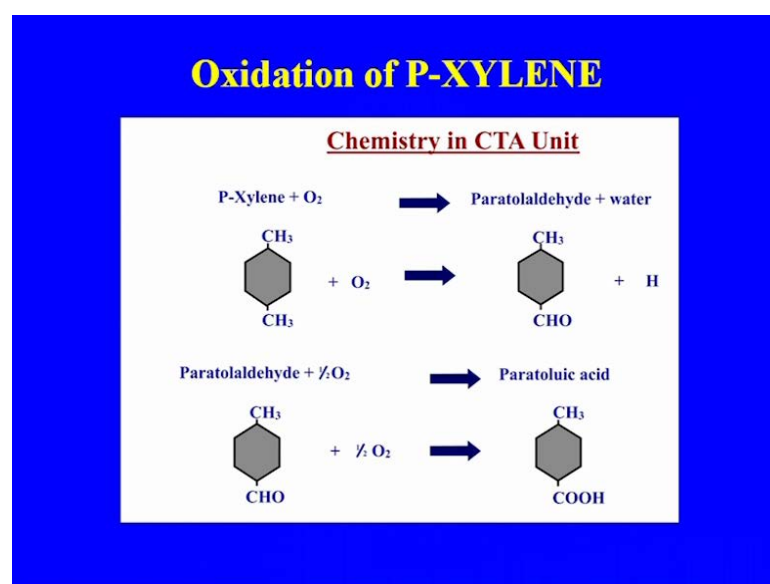 Oxidation of P-XYLENE
Chemistry in CTA Unit
P-Xylene + O₂ Paratolaldehyde + water
CH₃ CH₃
+ O₂ + H
CH₃ CHO
Paratolaldehyde + ½O₂ Paratoluic acid
CH₃ CH₃
+ ½ O₂
CHO COOH